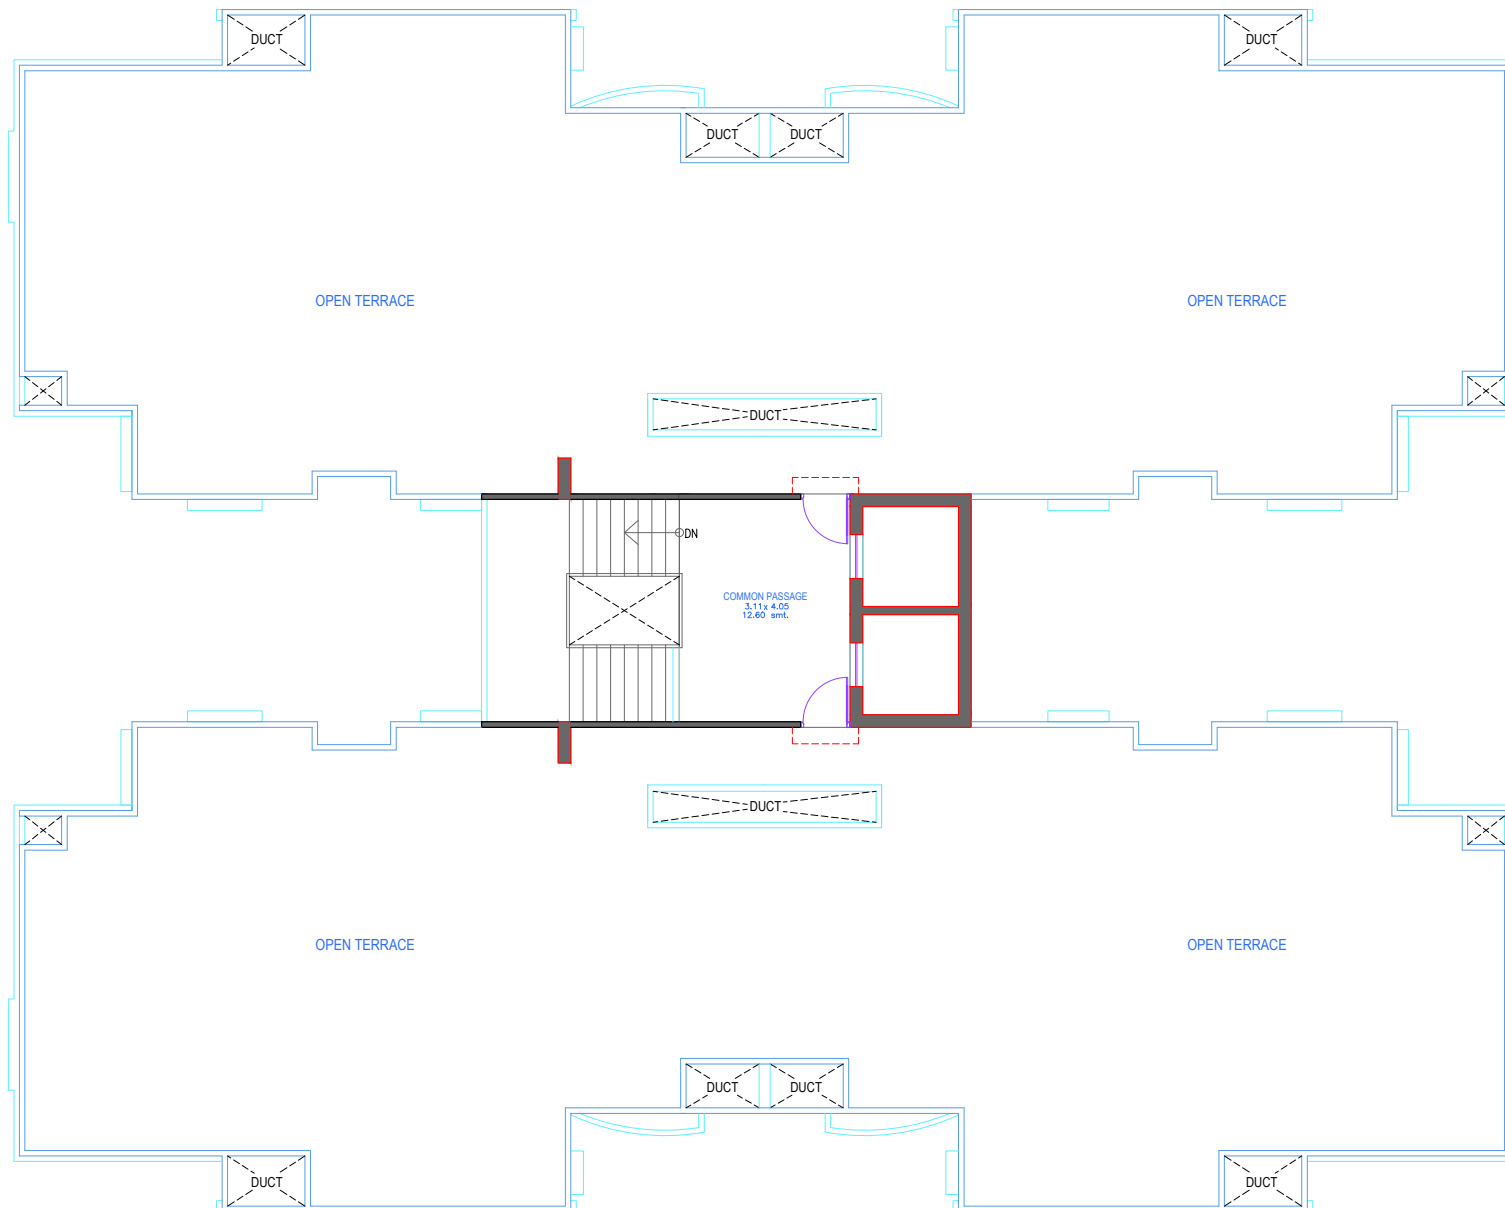 DUCT
DUCT
DUCT
DUCT
OPEN TERRACE
OPEN TERRACE
DUCT
DN
COMMON PASSAGE
3.11x 4.05
12.60 smt.
DUCT
OPEN TERRACE
OPEN TERRACE
DUCT
DUCT
DUCT
DUCT